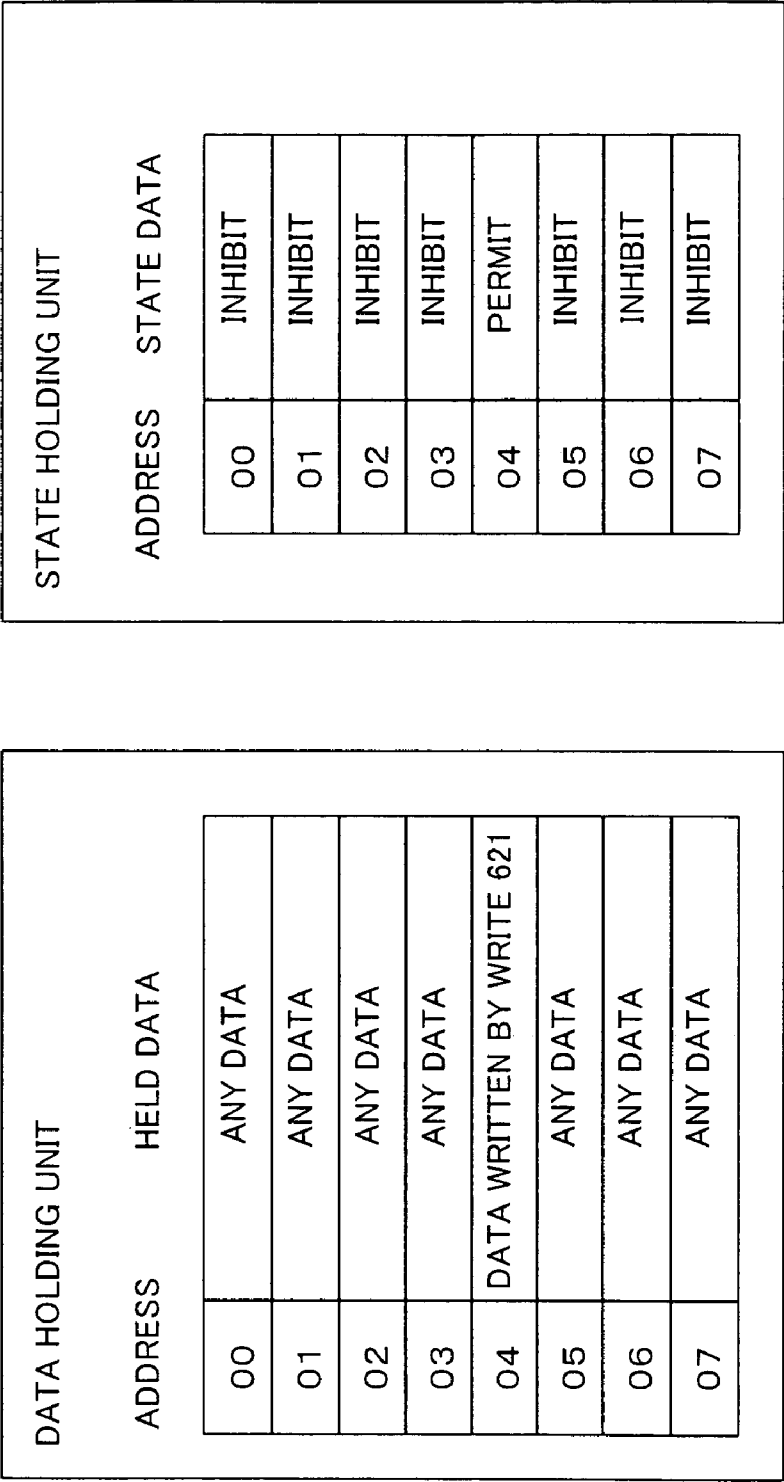 DATA HOLDING UNIT
ADDRESS HELD DATA
00 ANY DATA
01 ANY DATA
02 ANY DATA
03 ANY DATA
04 DATA WRITTEN BY WRITE 621
05 ANY DATA
06 ANY DATA
07 ANY DATA
STATE HOLDING UNIT
ADDRESS STATE DATA
00 INHIBIT
01 INHIBIT
02 INHIBIT
03 INHIBIT
04 PERMIT
05 INHIBIT
06 INHIBIT
07 INHIBIT